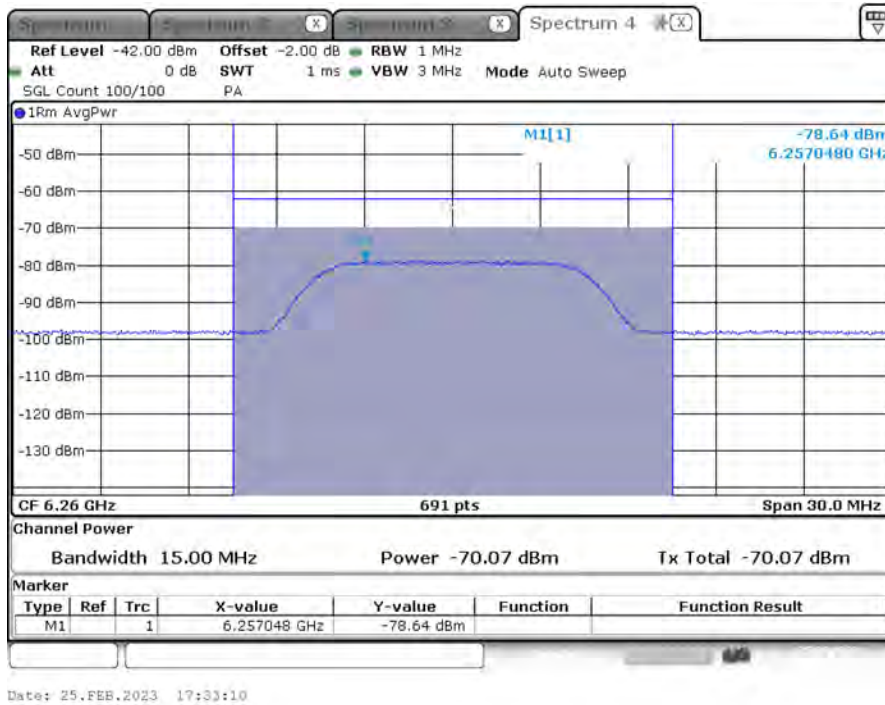 Spectrum 4
Ref Level -42.00 dBm Offset -2.00 dB RBW 1 MHz
Att 0 dB SWT 1 ms VBW 3 MHz Mode Auto Sweep
SGL Count 100/100 PA
1Rm AvgPwr
M1[1] -78.64 dBm
6.2570480 GHz
-50 dBm
-60 dBm
-70 dBm
-80 dBm
-90 dBm
-100 dBm
-110 dBm
-120 dBm
-130 dBm
CF 6.26 GHz 691 pts Span 30.0 MHz
Channel Power
Bandwidth 15.00 MHz Power -70.07 dBm Tx Total -70.07 dBm
Marker
Type Ref Trc X-value Y-value Function Function Result
M1 1 6.257048 GHz -78.64 dBm
Date: 25.FEB.2023 17:33:10